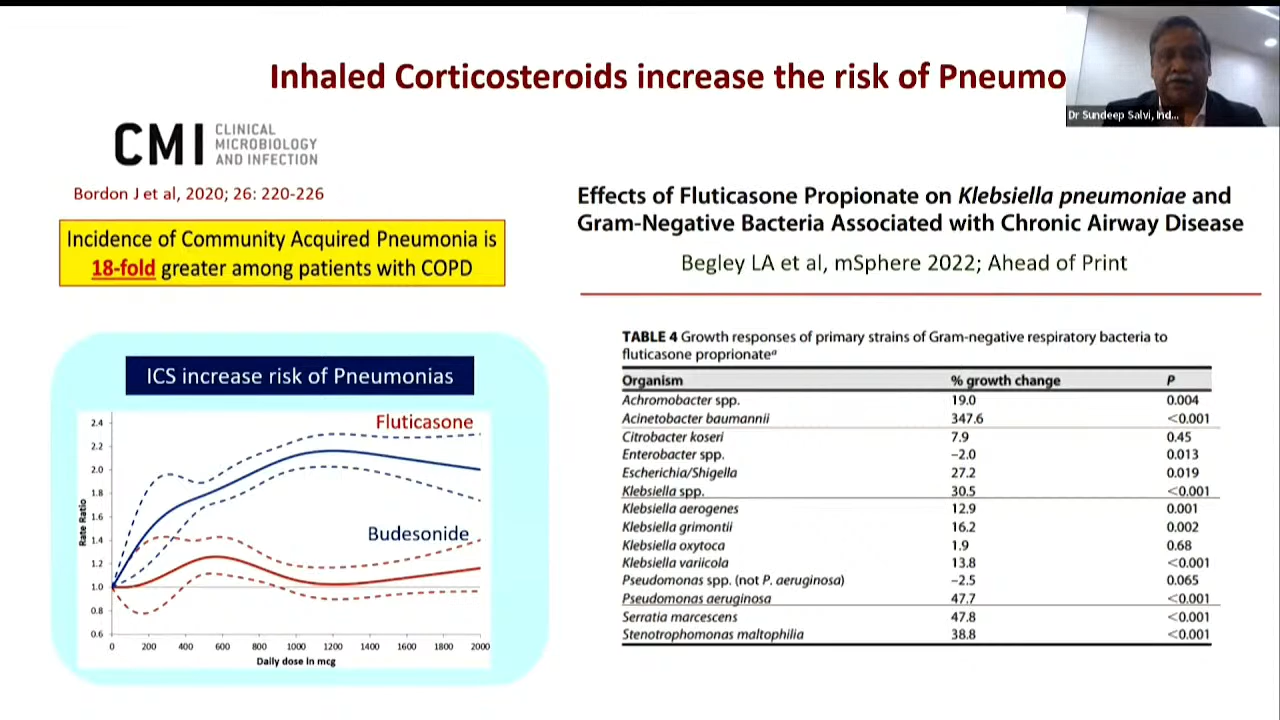 Inhaled Corticosteroids increase the risk of Pneumo
Dr Sundeep Salvi, Ind...
CMI CLINICAL
MICROBIOLOGY
AND INFECTION
Bordon J et al, 2020; 26: 220-226
Incidence of Community Acquired Pneumonia is
18-fold greater among patients with COPD
ICS increase risk of Pneumonias
Fluticasone
Budesonide
Rate Ratio
2.4
2.2
2.0
1.8
1.6
1.4
1.2
1.0
0.8
0.6
0 200 400 600 800 1000 1200 1400 1600 1800 2000
Daily dose in mcg
Effects of Fluticasone Propionate on Klebsiella pneumoniae and
Gram-Negative Bacteria Associated with Chronic Airway Disease
Begley LA et al, mSphere 2022; Ahead of Print
TABLE 4 Growth responses of primary strains of Gram-negative respiratory bacteria to
fluticasone proprionateᵃ
Organism % growth change P
Achromobacter spp. 19.0 0.004
Acinetobacter baumannii 347.6 <0.001
Citrobacter koseri 7.9 0.45
Enterobacter spp. −2.0 0.013
Escherichia/Shigella 27.2 0.019
Klebsiella spp. 30.5 <0.001
Klebsiella aerogenes 12.9 0.001
Klebsiella grimontii 16.2 0.002
Klebsiella oxytoca 1.9 0.68
Klebsiella variicola 13.8 <0.001
Pseudomonas spp. (not P. aeruginosa) −2.5 0.065
Pseudomonas aeruginosa 47.7 <0.001
Serratia marcescens 47.8 <0.001
Stenotrophomonas maltophilia 38.8 <0.001